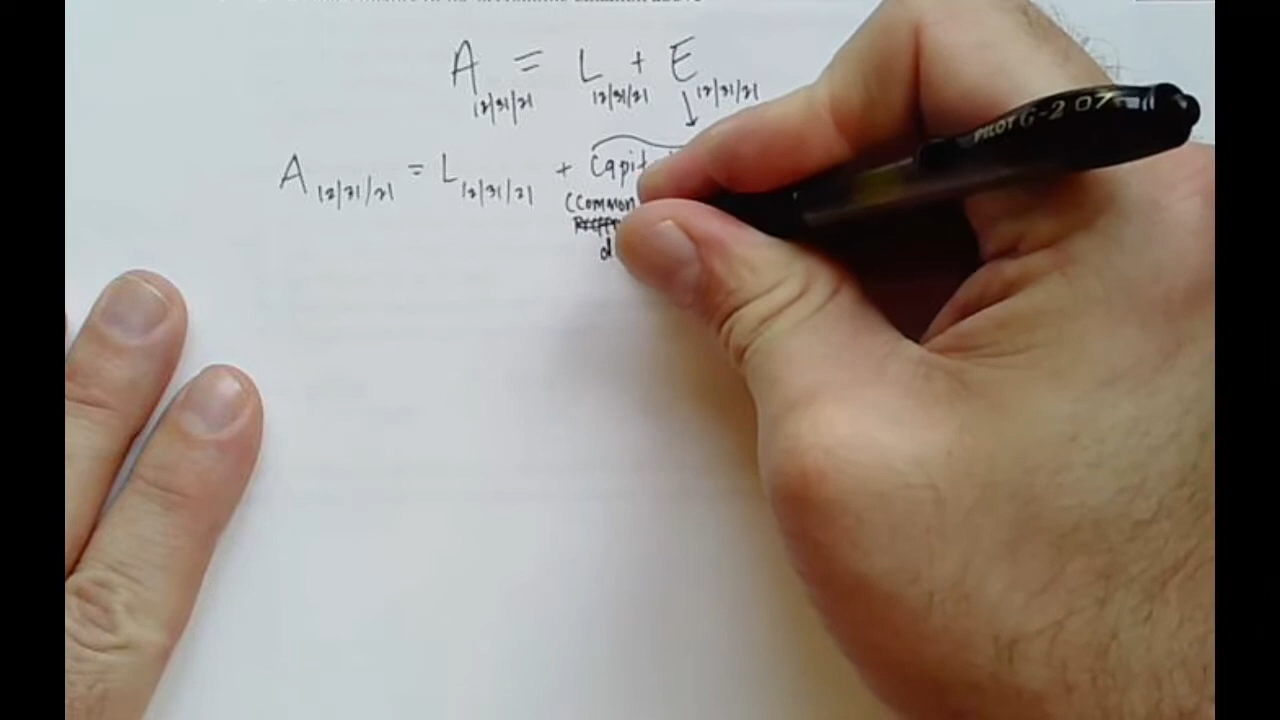 A = L + E
12/31/21 12/31/21 12/31/21
A 12/31/21 = L 12/31/21 + Capit
(Common
d
PILOT G-2 07